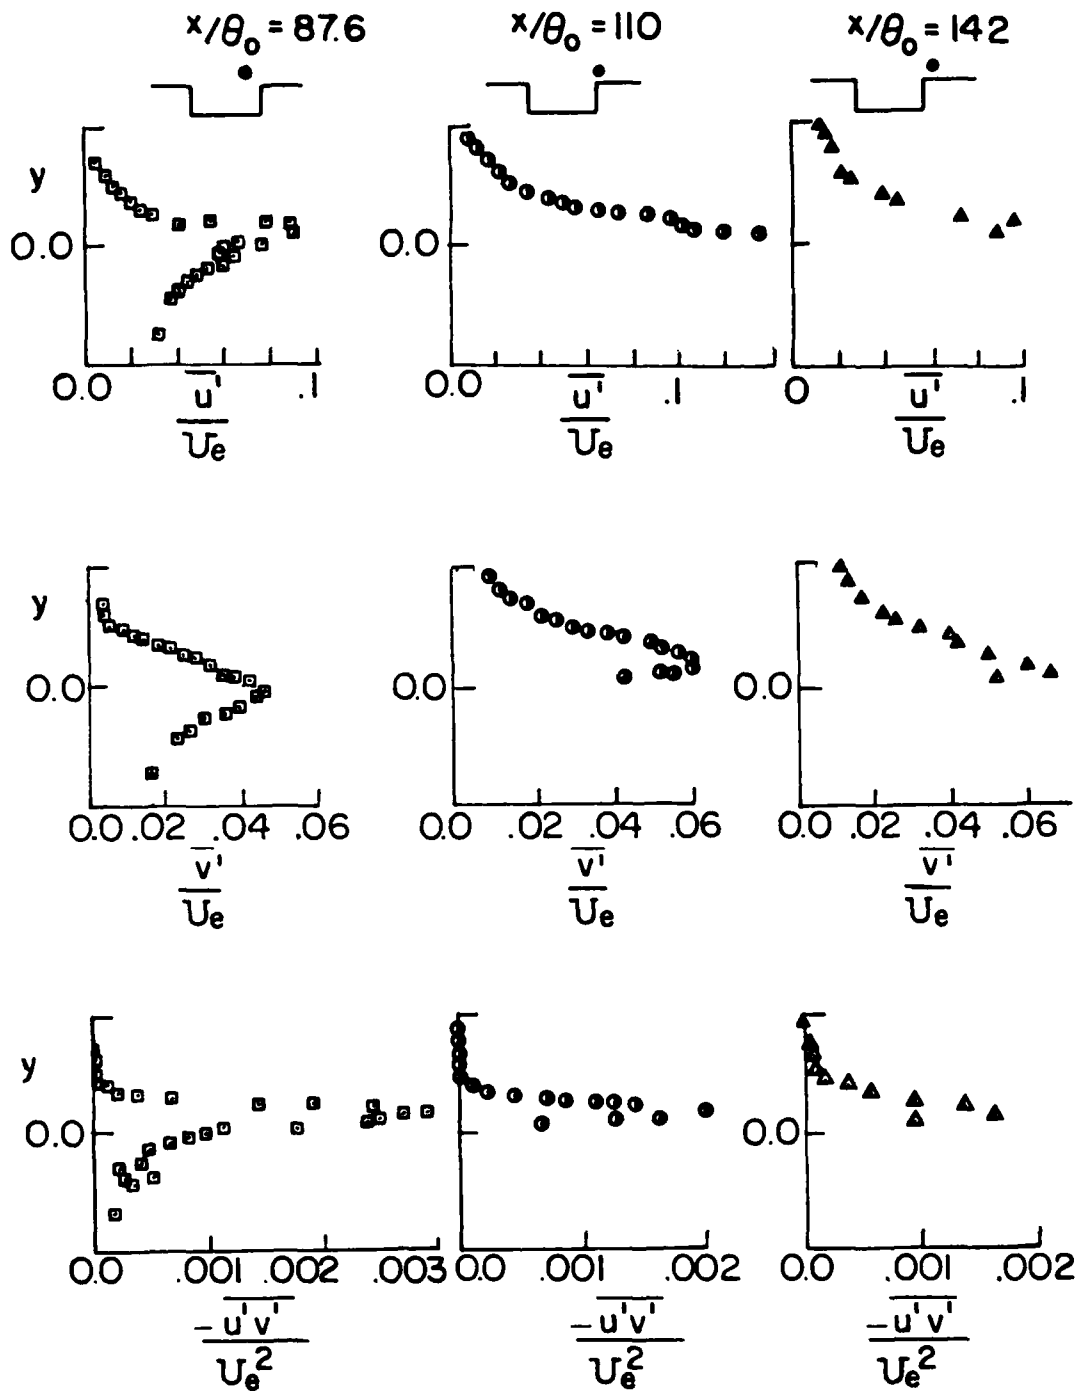 x/θ₀ = 87.6 x/θ₀ = 110 x/θ₀ = 142
y
0.0 0.0
0.0 .1 0.0 .1 0 .1
u'/Ue u'/Ue u'/Ue
y
0.0 0.0 0.0
0.0 .02 .04 .06 0.0 .02 .04 .06 0.0 .02 .04 .06
v'/Ue v'/Ue v'/Ue
y
0.0 0.0
0.0 .001 .002 .003 0.0 .001 .002 0.0 .001 .002
-u'v'/Ue² -u'v'/Ue² -u'v'/Ue²